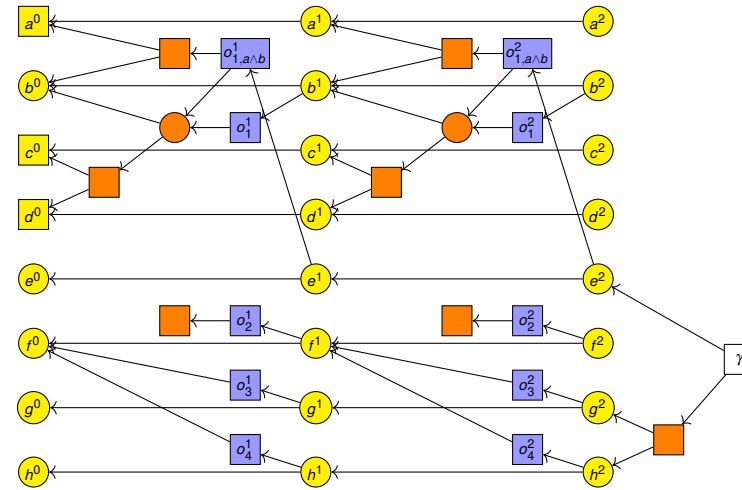 a⁰ a¹ a²
o¹₁,a∧b o²₁,a∧b
b⁰ b¹ b²
o¹₁ o²₁
c⁰ c¹ c²
d⁰ d¹ d²
e⁰ e¹ e²
o¹₂ o²₂
f⁰ f¹ f²
γ
o¹₃ o²₃
g⁰ g¹ g²
o¹₄ o²₄
h⁰ h¹ h²